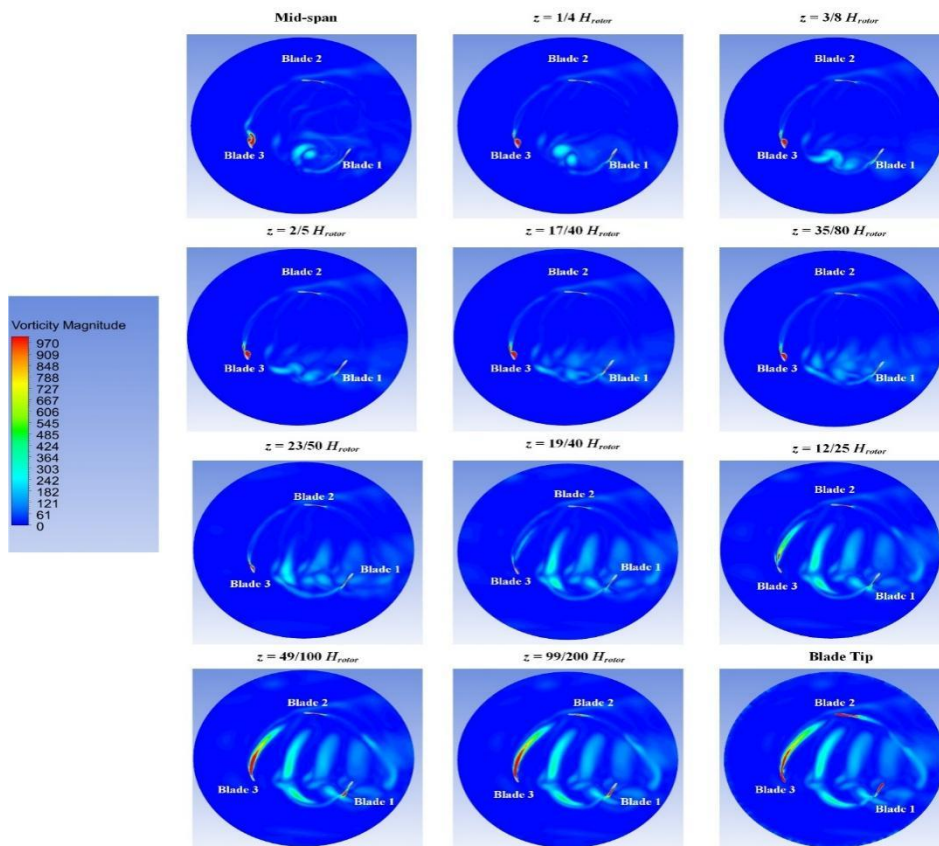 Mid-span
z = 1/4 H_rotor
z = 3/8 H_rotor
Blade 2
Blade 3
Blade 1
Blade 2
Blade 3
Blade 1
Blade 2
Blade 3
Blade 1
z = 2/5 H_rotor
z = 17/40 H_rotor
z = 35/80 H_rotor
Blade 2
Blade 3
Blade 1
Blade 2
Blade 3
Blade 1
Blade 2
Blade 3
Blade 1
Vorticity Magnitude
970
909
848
788
727
667
606
545
485
424
364
303
242
182
121
61
0
z = 23/50 H_rotor
z = 19/40 H_rotor
z = 12/25 H_rotor
Blade 2
Blade 3
Blade 1
Blade 2
Blade 3
Blade 1
Blade 2
Blade 3
Blade 1
z = 49/100 H_rotor
z = 99/200 H_rotor
Blade Tip
Blade 2
Blade 3
Blade 1
Blade 2
Blade 3
Blade 1
Blade 2
Blade 3
Blade 1